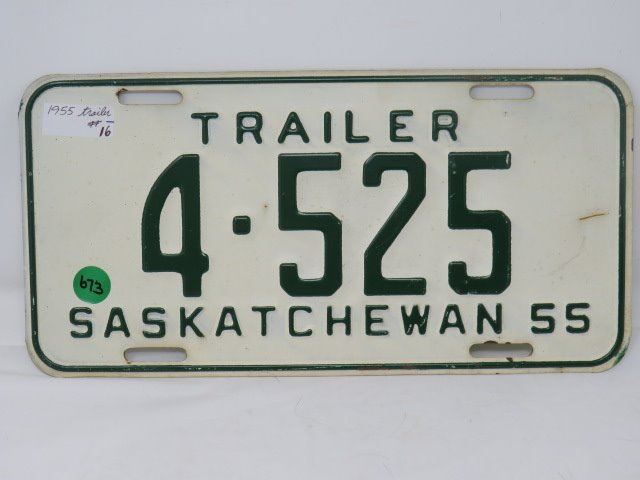 1955 trailer
# 16
TRAILER
4·525
673
SASKATCHEWAN 55